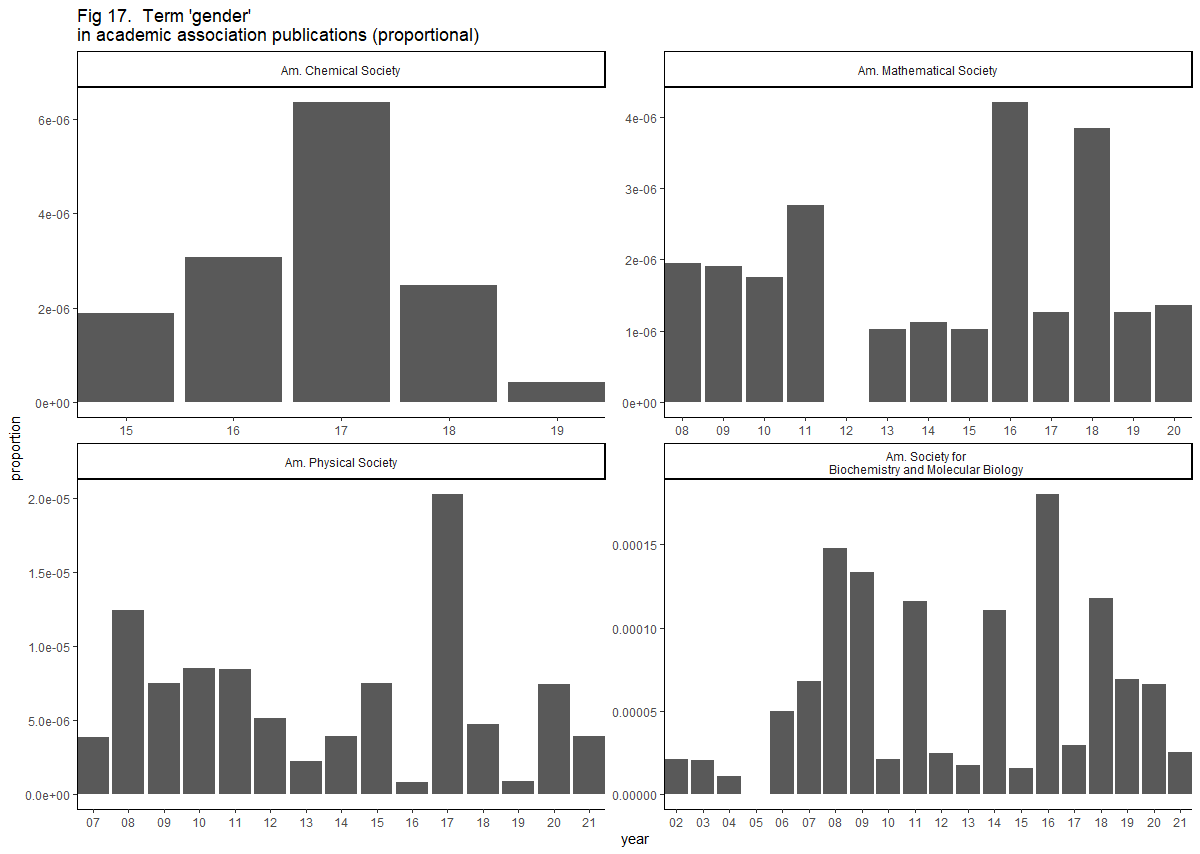 Fig 17.  Term 'gender'
in academic association publications (proportional)
Am. Chemical Society
6e-06
4e-06
2e-06
0e+00
15 16 17 18 19
Am. Mathematical Society
4e-06
3e-06
2e-06
1e-06
0e+00
08 09 10 11 12 13 14 15 16 17 18 19 20
proportion
Am. Physical Society
2.0e-05
1.5e-05
1.0e-05
5.0e-06
0.0e+00
07 08 09 10 11 12 13 14 15 16 17 18 19 20 21
Am. Society for
Biochemistry and Molecular Biology
0.00015
0.00010
0.00005
0.00000
02 03 04 05 06 07 08 09 10 11 12 13 14 15 16 17 18 19 20 21
year